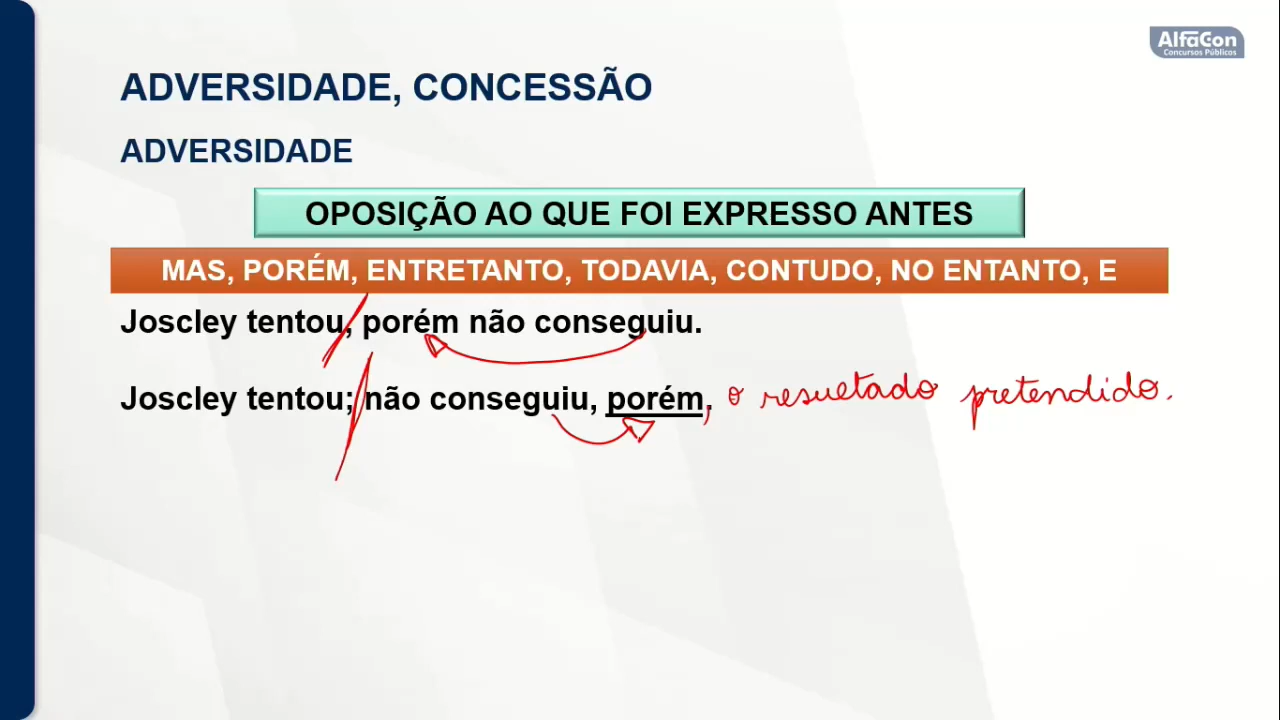 AlfaCon
Concursos Públicos
ADVERSIDADE, CONCESSÃO
ADVERSIDADE
OPOSIÇÃO AO QUE FOI EXPRESSO ANTES
MAS, PORÉM, ENTRETANTO, TODAVIA, CONTUDO, NO ENTANTO, E
Joscley tentou, porém não conseguiu.
Joscley tentou; não conseguiu, porém, o resultado pretendido.